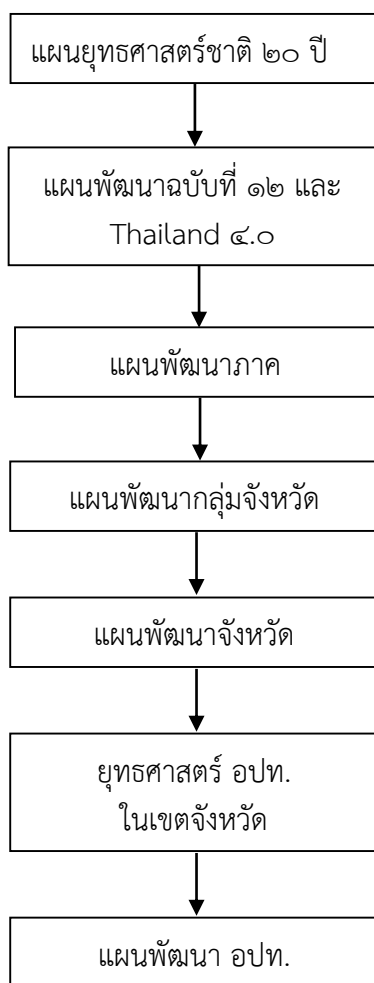 แผนยุทธศาสตร์ชาติ ๒๐ ปี
แผนพัฒนาฉบับที่ ๑๒ และ
Thailand ๔.๐
แผนพัฒนาภาค
แผนพัฒนากลุ่มจังหวัด
แผนพัฒนาจังหวัด
ยุทธศาสตร์ อปท.
ในเขตจังหวัด
แผนพัฒนา อปท.